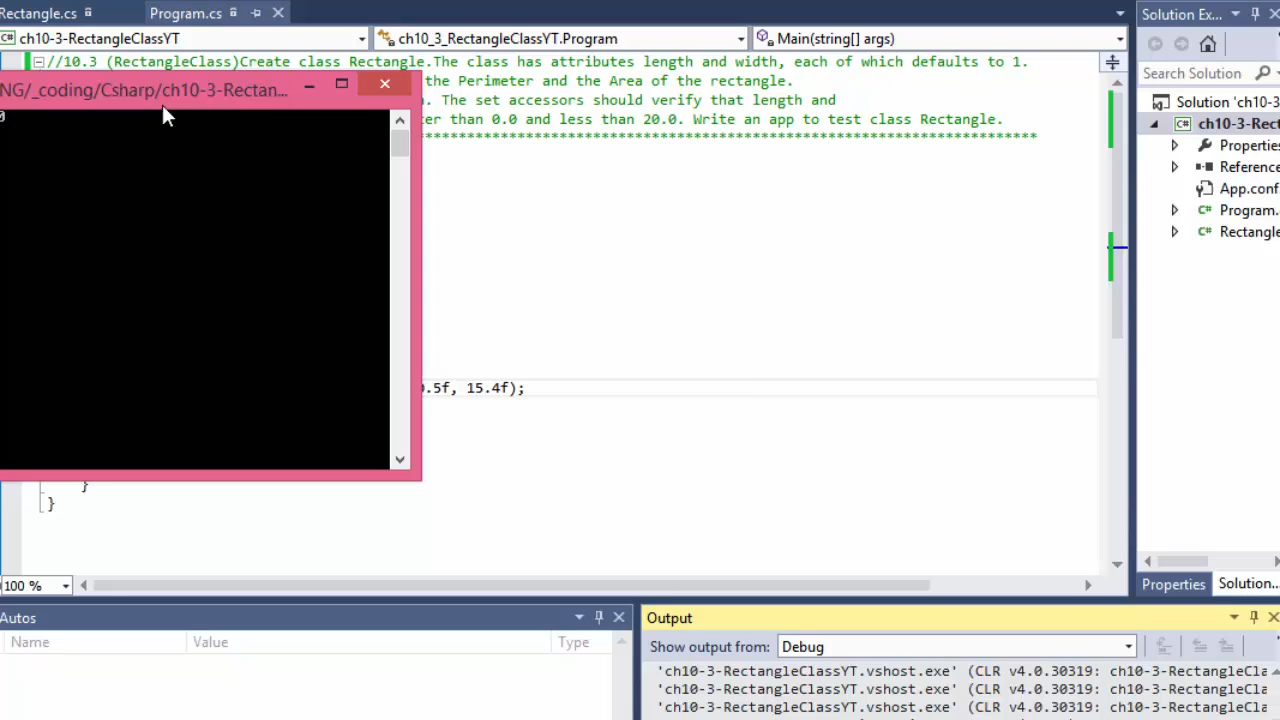 Rectangle.cs
Program.cs
ch10-3-RectangleClassYT
ch10_3_RectangleClassYT.Program
Main(string[] args)
//10.3 (RectangleClass)Create class Rectangle.The class has attributes length and width, each of which defaults to 1.
the Perimeter and the Area of the rectangle.
. The set accessors should verify that length and
ter than 0.0 and less than 20.0. Write an app to test class Rectangle.
*************************************************************************
NG/_coding/Csharp/ch10-3-Rectan...
0
.5f, 15.4f);
}
}
100 %
Solution Ex...
Search Solution
Solution 'ch10-3
ch10-3-Rect
Properties
Reference
App.conf
Program.
Rectangle
Properties
Solution...
Autos
Name
Value
Type
Output
Show output from:
Debug
'ch10-3-RectangleClassYT.vshost.exe' (CLR v4.0.30319: ch10-3-RectangleCla
'ch10-3-RectangleClassYT.vshost.exe' (CLR v4.0.30319: ch10-3-RectangleCla
'ch10-3-RectangleClassYT.vshost.exe' (CLR v4.0.30319: ch10-3-RectangleCla